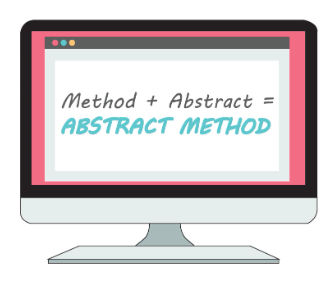 Method + Abstract =
ABSTRACT METHOD